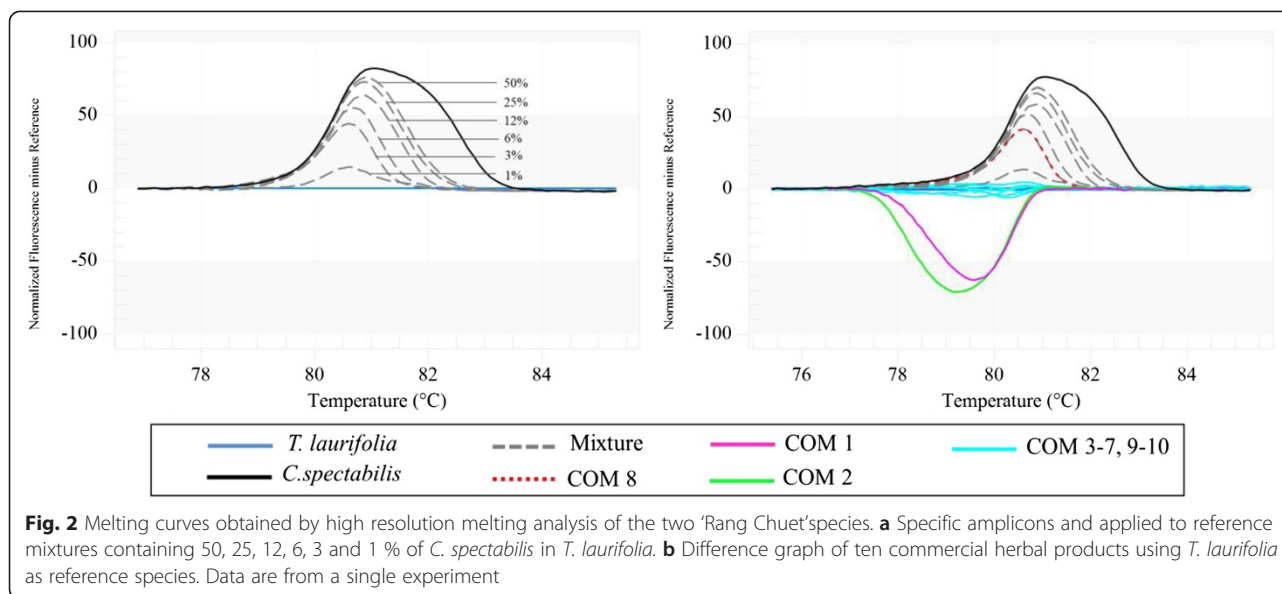 100
50
0
-50
-100
Normalized Fluorescence minus Reference
50%
25%
12%
6%
3%
1%
78
80
82
84
Temperature (°C)
100
50
0
-50
-100
Normalized Fluorescence minus Reference
76
78
80
82
84
Temperature (°C)
T. laurifolia
Mixture
COM 1
COM 3-7, 9-10
C.spectabilis
COM 8
COM 2
Fig. 2 Melting curves obtained by high resolution melting analysis of the two 'Rang Chuet'species. a Specific amplicons and applied to reference
mixtures containing 50, 25, 12, 6, 3 and 1 % of C. spectabilis in T. laurifolia. b Difference graph of ten commercial herbal products using T. laurifolia
as reference species. Data are from a single experiment